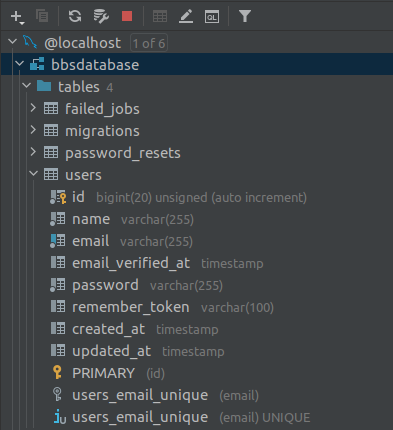 QL
@localhost 1 of 6
bbsdatabase
tables 4
failed_jobs
migrations
password_resets
users
id bigint(20) unsigned (auto increment)
name varchar(255)
email varchar(255)
email_verified_at timestamp
password varchar(255)
remember_token varchar(100)
created_at timestamp
updated_at timestamp
PRIMARY (id)
users_email_unique (email)
users_email_unique (email) UNIQUE